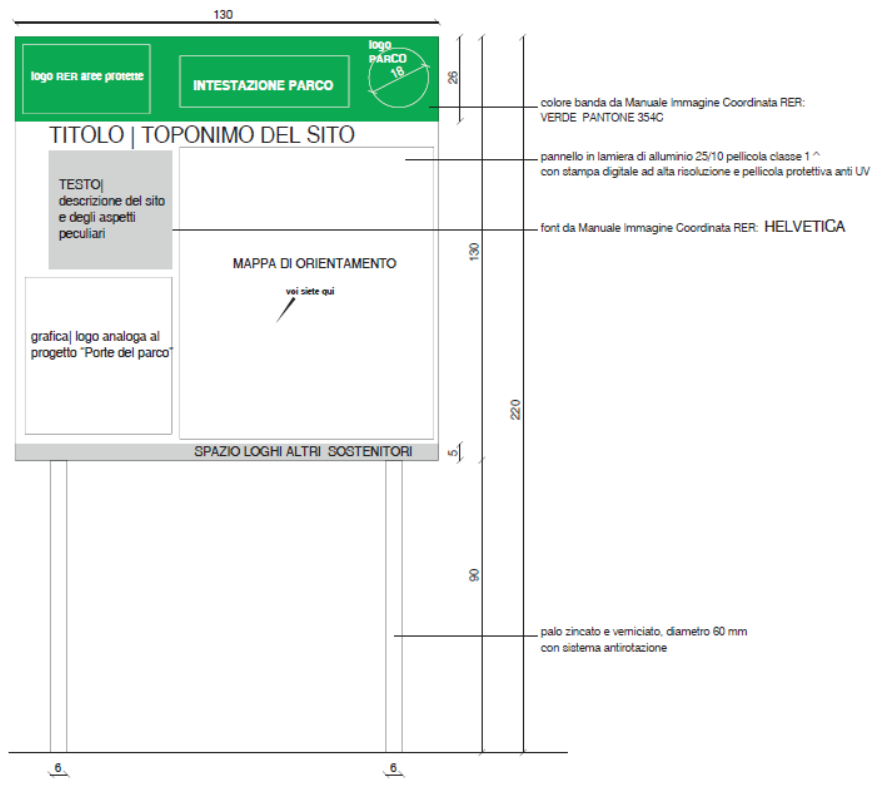 130
logo RER aree protette
INTESTAZIONE PARCO
logo
PARCO
18
26
colore banda da Manuale Immagine Coordinata RER:
VERDE PANTONE 354C
TITOLO | TOPONIMO DEL SITO
pannello in lamiera di alluminio 25/10 pellicola classe 1 ^
con stampa digitale ad alta risoluzione e pellicola protettiva anti UV
TESTO|
descrizione del sito
e degli aspetti
peculiari
font da Manuale Immagine Coordinata RER: HELVETICA
130
MAPPA DI ORIENTAMENTO
voi siete qui
grafica| logo analoga al
progetto "Porte del parco"
220
SPAZIO LOGHI ALTRI SOSTENITORI
5
90
palo zincato e verniciato, diametro 60 mm
con sistema antirotazione
6
6